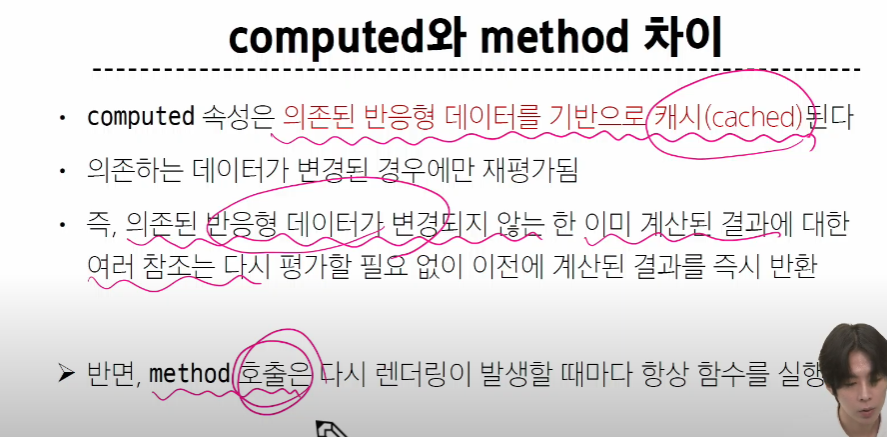 computed와 method 차이
• computed 속성은 의존된 반응형 데이터를 기반으로 캐시(cached)된다
• 의존하는 데이터가 변경된 경우에만 재평가됨
• 즉, 의존된 반응형 데이터가 변경되지 않는 한 이미 계산된 결과에 대한
여러 참조는 다시 평가할 필요 없이 이전에 계산된 결과를 즉시 반환
➤ 반면, method 호출은 다시 렌더링이 발생할 때마다 항상 함수를 실행